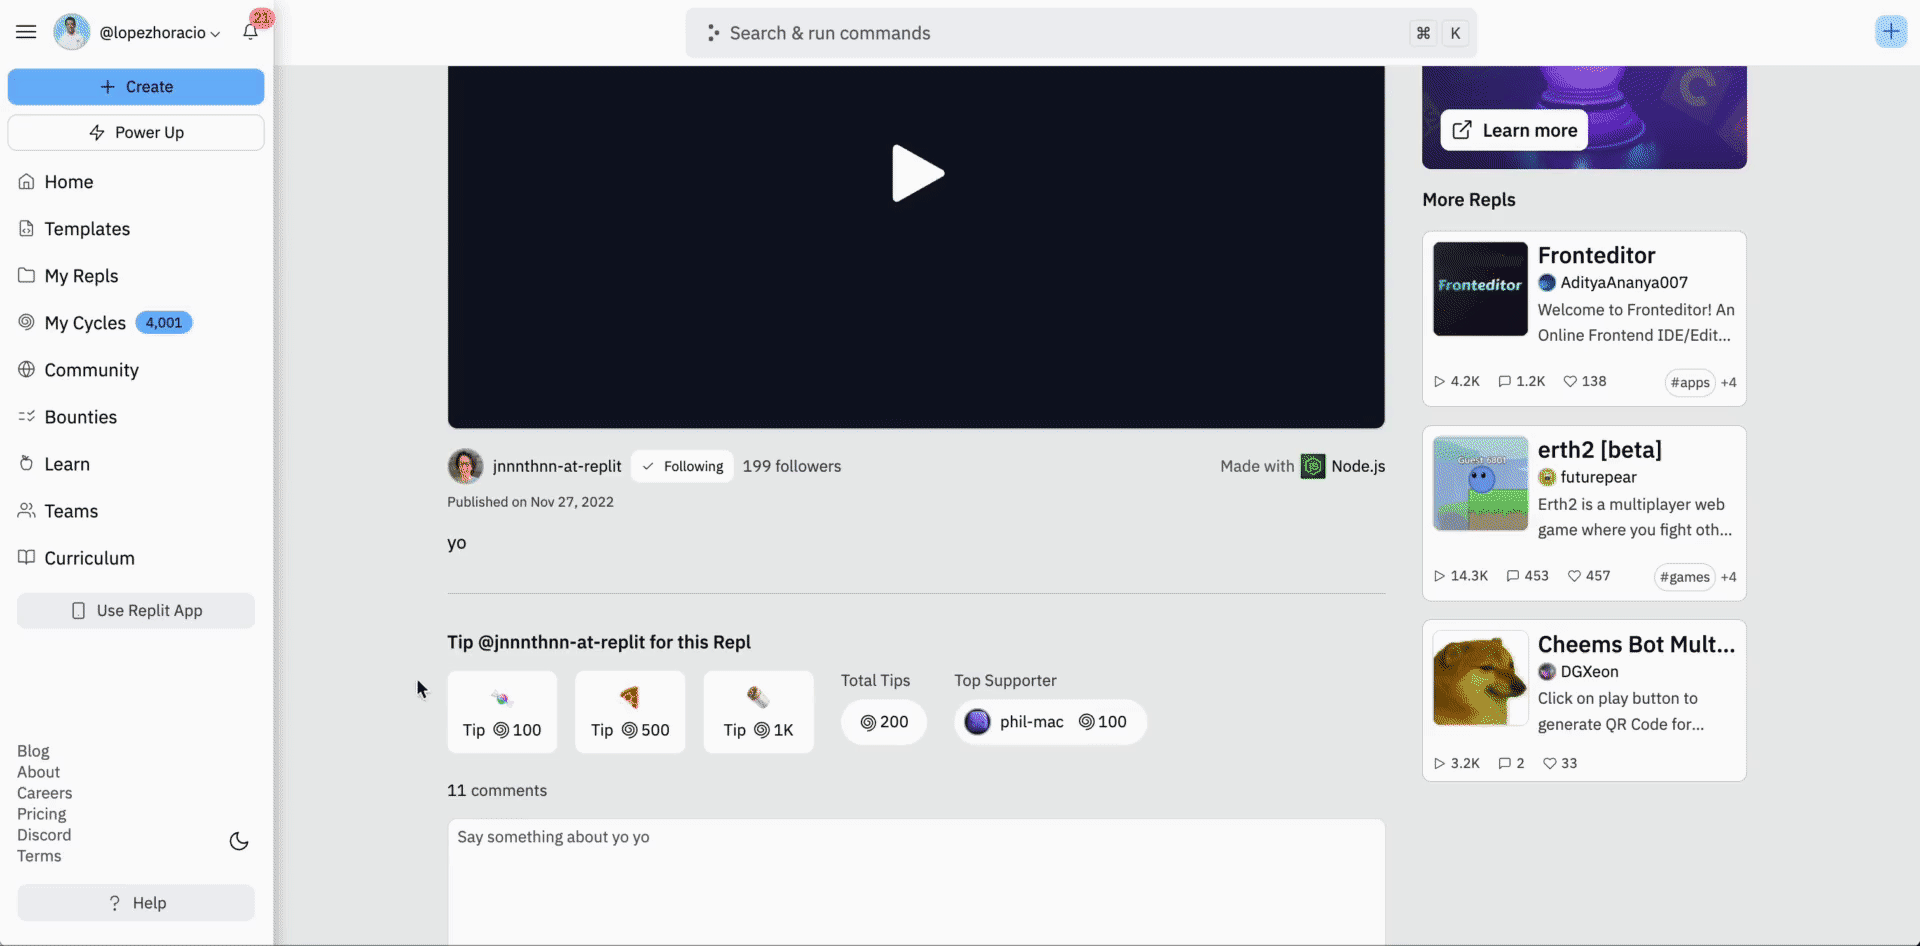 @lopezhoracio
21
Search & run commands
⌘ K
Create
Power Up
Home
Templates
My Repls
My Cycles 4,001
Community
Bounties
Learn
Teams
Curriculum
Use Replit App
Blog
About
Careers
Pricing
Discord
Terms
? Help
jnnnthnn-at-replit Following 199 followers
Made with Node.js
Published on Nov 27, 2022
yo
Tip @jnnnthnn-at-replit for this Repl
Tip 100
Tip 500
Tip 1K
Total Tips
200
Top Supporter
phil-mac 100
11 comments
Say something about yo yo
C
Learn more
More Repls
Fronteditor
Fronteditor
AdityaAnanya007
Welcome to Fronteditor! An
Online Frontend IDE/Edit...
4.2K 1.2K 138 #apps +4
erth2 [beta]
futurepear
Erth2 is a multiplayer web
game where you fight oth...
14.3K 453 457 #games +4
Cheems Bot Mult...
DGXeon
Click on play button to
generate QR Code for...
3.2K 2 33